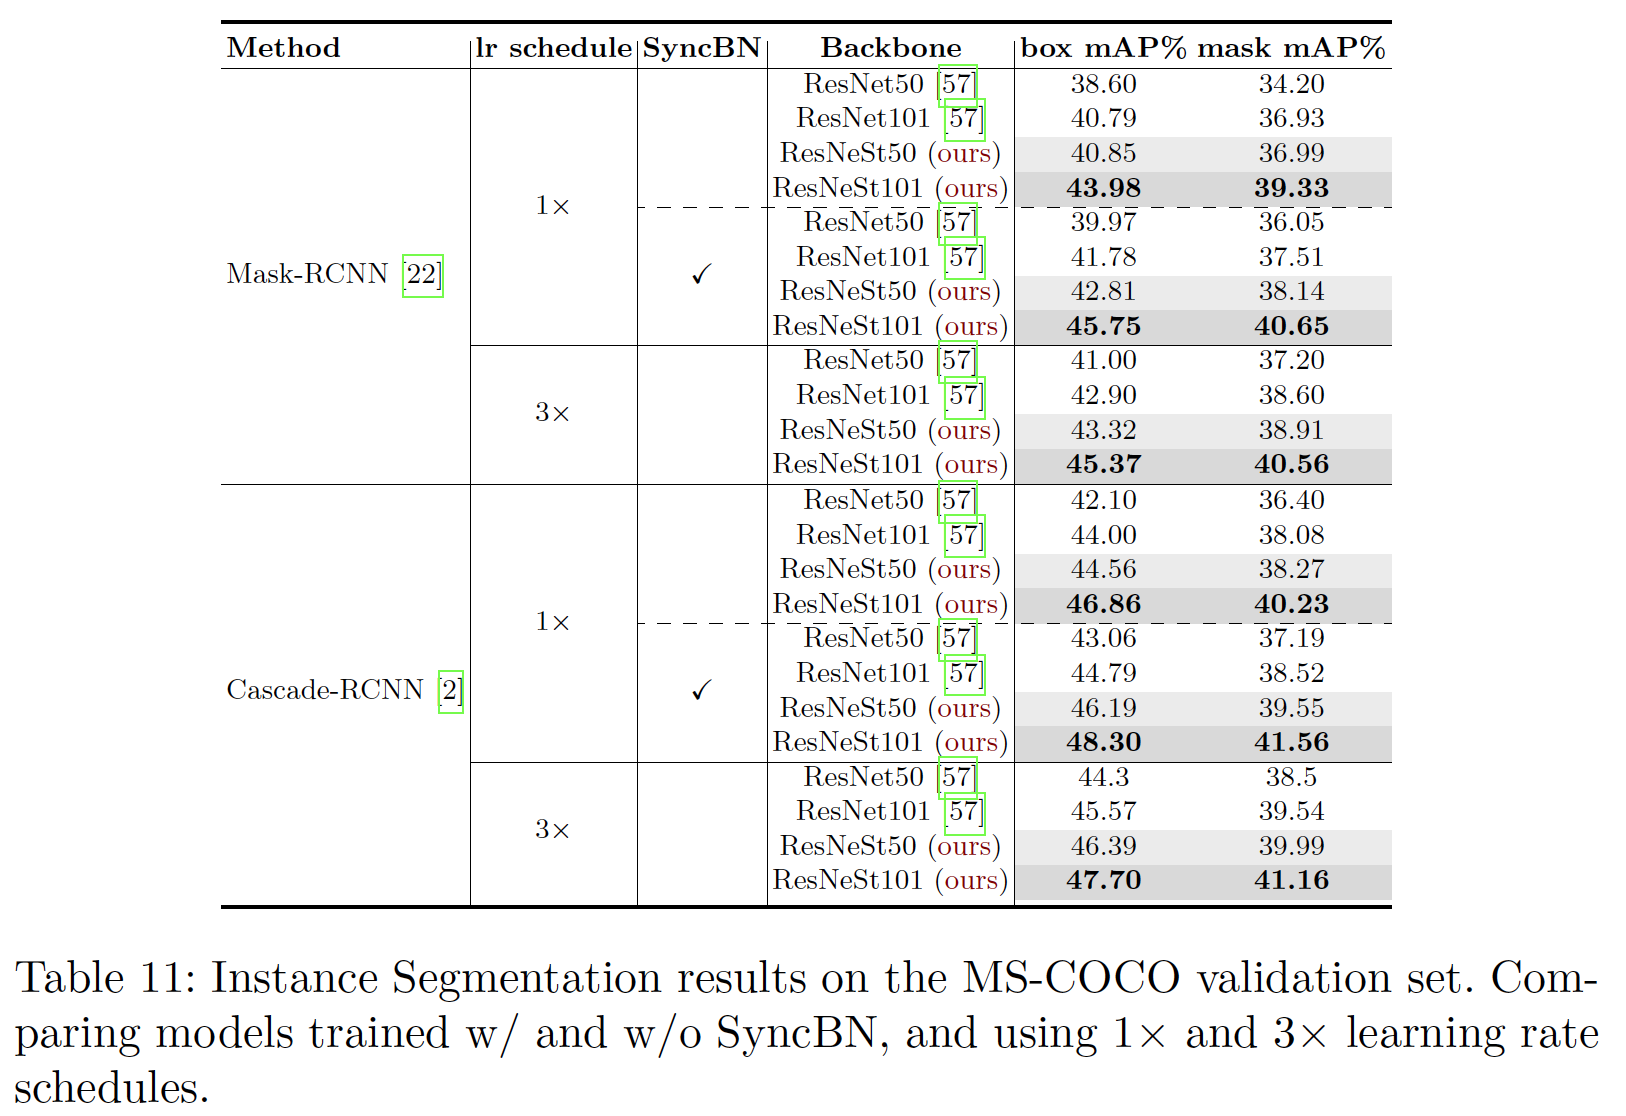 Method lr schedule SyncBN Backbone box mAP% mask mAP%
ResNet50 [57] 38.60 34.20
ResNet101 [57] 40.79 36.93
ResNeSt50 (ours) 40.85 36.99
ResNeSt101 (ours) 43.98 39.33
1×
ResNet50 [57] 39.97 36.05
ResNet101 [57] 41.78 37.51
Mask-RCNN [22] ✓
ResNeSt50 (ours) 42.81 38.14
ResNeSt101 (ours) 45.75 40.65
ResNet50 [57] 41.00 37.20
ResNet101 [57] 42.90 38.60
3×
ResNeSt50 (ours) 43.32 38.91
ResNeSt101 (ours) 45.37 40.56
ResNet50 [57] 42.10 36.40
ResNet101 [57] 44.00 38.08
ResNeSt50 (ours) 44.56 38.27
ResNeSt101 (ours) 46.86 40.23
1×
ResNet50 [57] 43.06 37.19
ResNet101 [57] 44.79 38.52
Cascade-RCNN [2] ✓
ResNeSt50 (ours) 46.19 39.55
ResNeSt101 (ours) 48.30 41.56
ResNet50 [57] 44.3 38.5
ResNet101 [57] 45.57 39.54
3×
ResNeSt50 (ours) 46.39 39.99
ResNeSt101 (ours) 47.70 41.16
Table 11: Instance Segmentation results on the MS-COCO validation set. Com-
paring models trained w/ and w/o SyncBN, and using 1× and 3× learning rate
schedules.